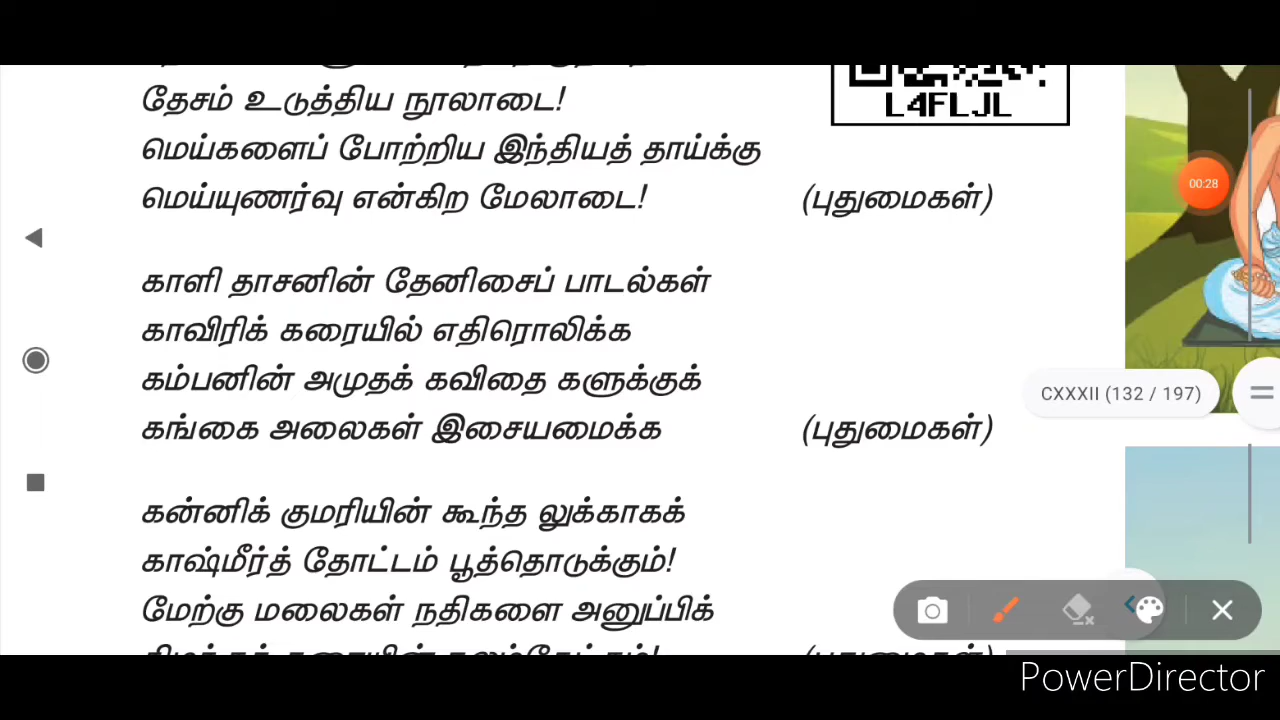 தேசம் உடுத்திய நூலாடை!
L4FLJL
மெய்களைப் போற்றிய இந்தியத் தாய்க்கு
மெய்யுணர்வு என்கிற மேலாடை! (புதுமைகள்)
00:28
காளி தாசனின் தேனிசைப் பாடல்கள்
காவிரிக் கரையில் எதிரொலிக்க
கம்பனின் அமுதக் கவிதை களுக்குக்
CXXXII (132 / 197)
கங்கை அலைகள் இசையமைக்க (புதுமைகள்)
கன்னிக் குமரியின் கூந்த லுக்காகக்
காஷ்மீர்த் தோட்டம் பூத்தொடுக்கும்!
மேற்கு மலைகள் நதிகளை அனுப்பிக்
PowerDirector